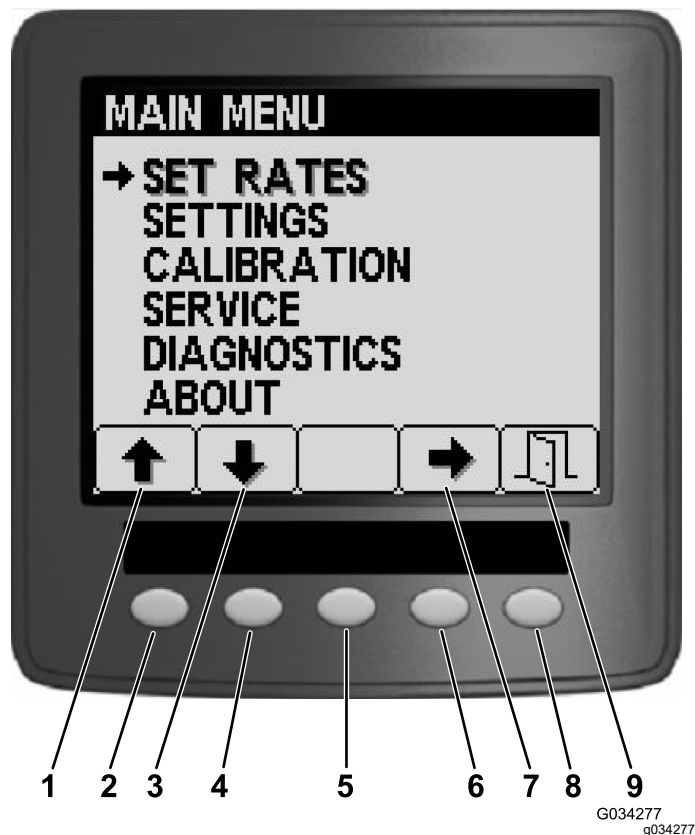 MAIN MENU
SET RATES
SETTINGS
CALIBRATION
SERVICE
DIAGNOSTICS
ABOUT
1 2 3 4 5 6 7 8 9
G034277
g034277